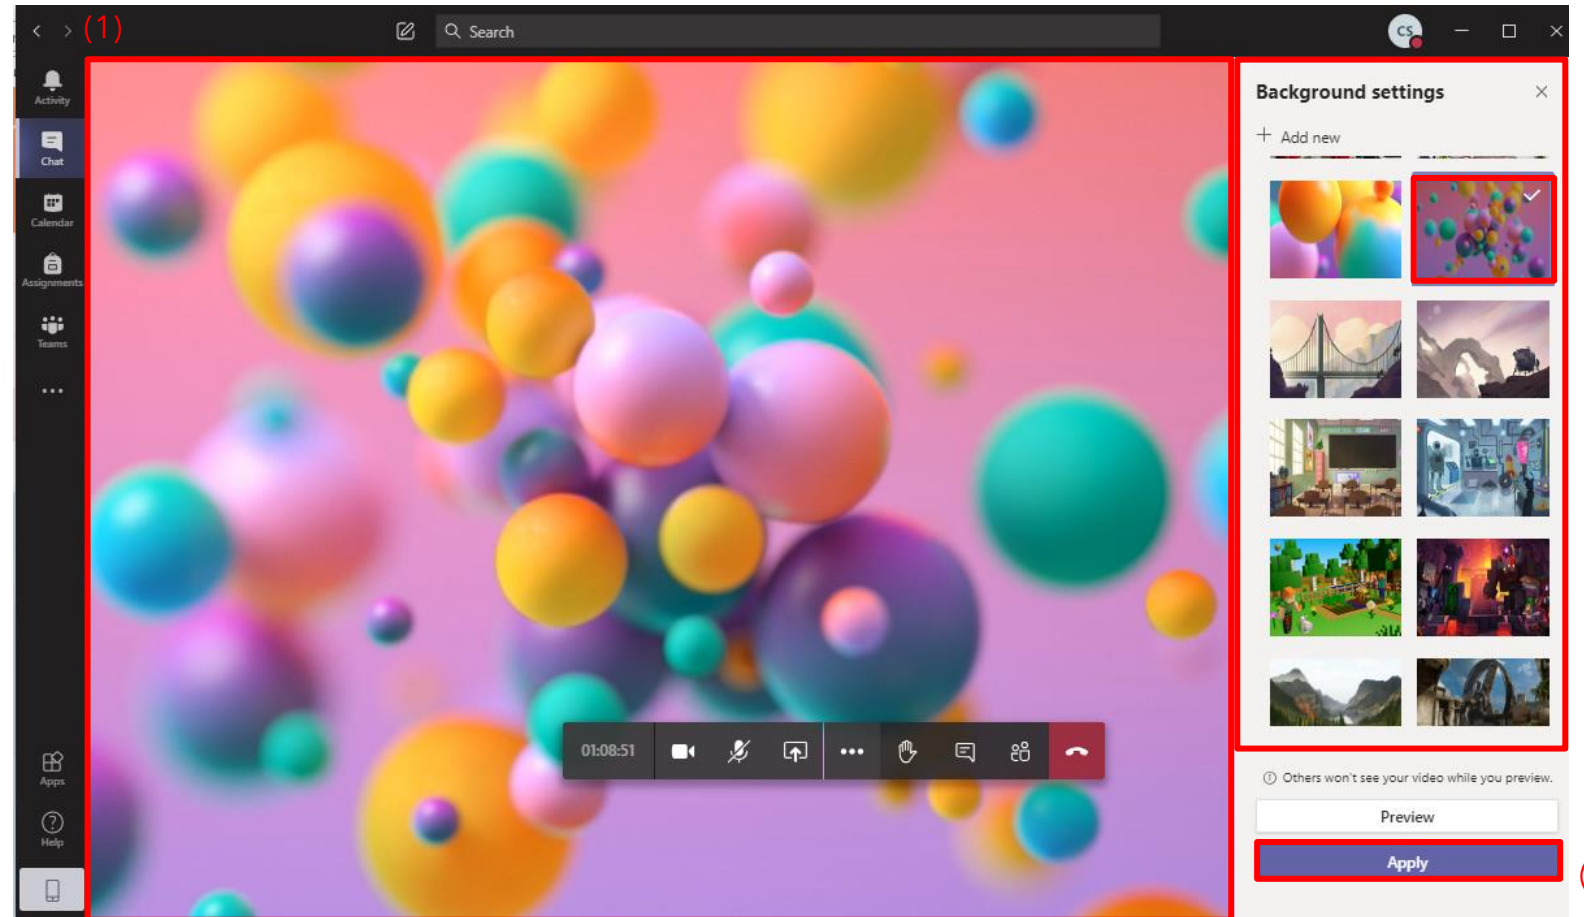 (1)
Search
CS
Activity
Chat
Calendar
Assignments
Teams
Apps
Help
01:08:51
Background settings
Add new
Others won't see your video while you preview.
Preview
Apply
(